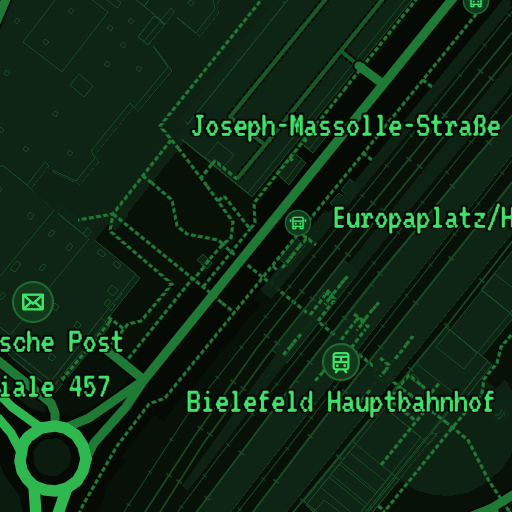 Joseph-Massolle-Straße
Europaplatz/H
sche Post
iale 457
Bielefeld Hauptbahnhof